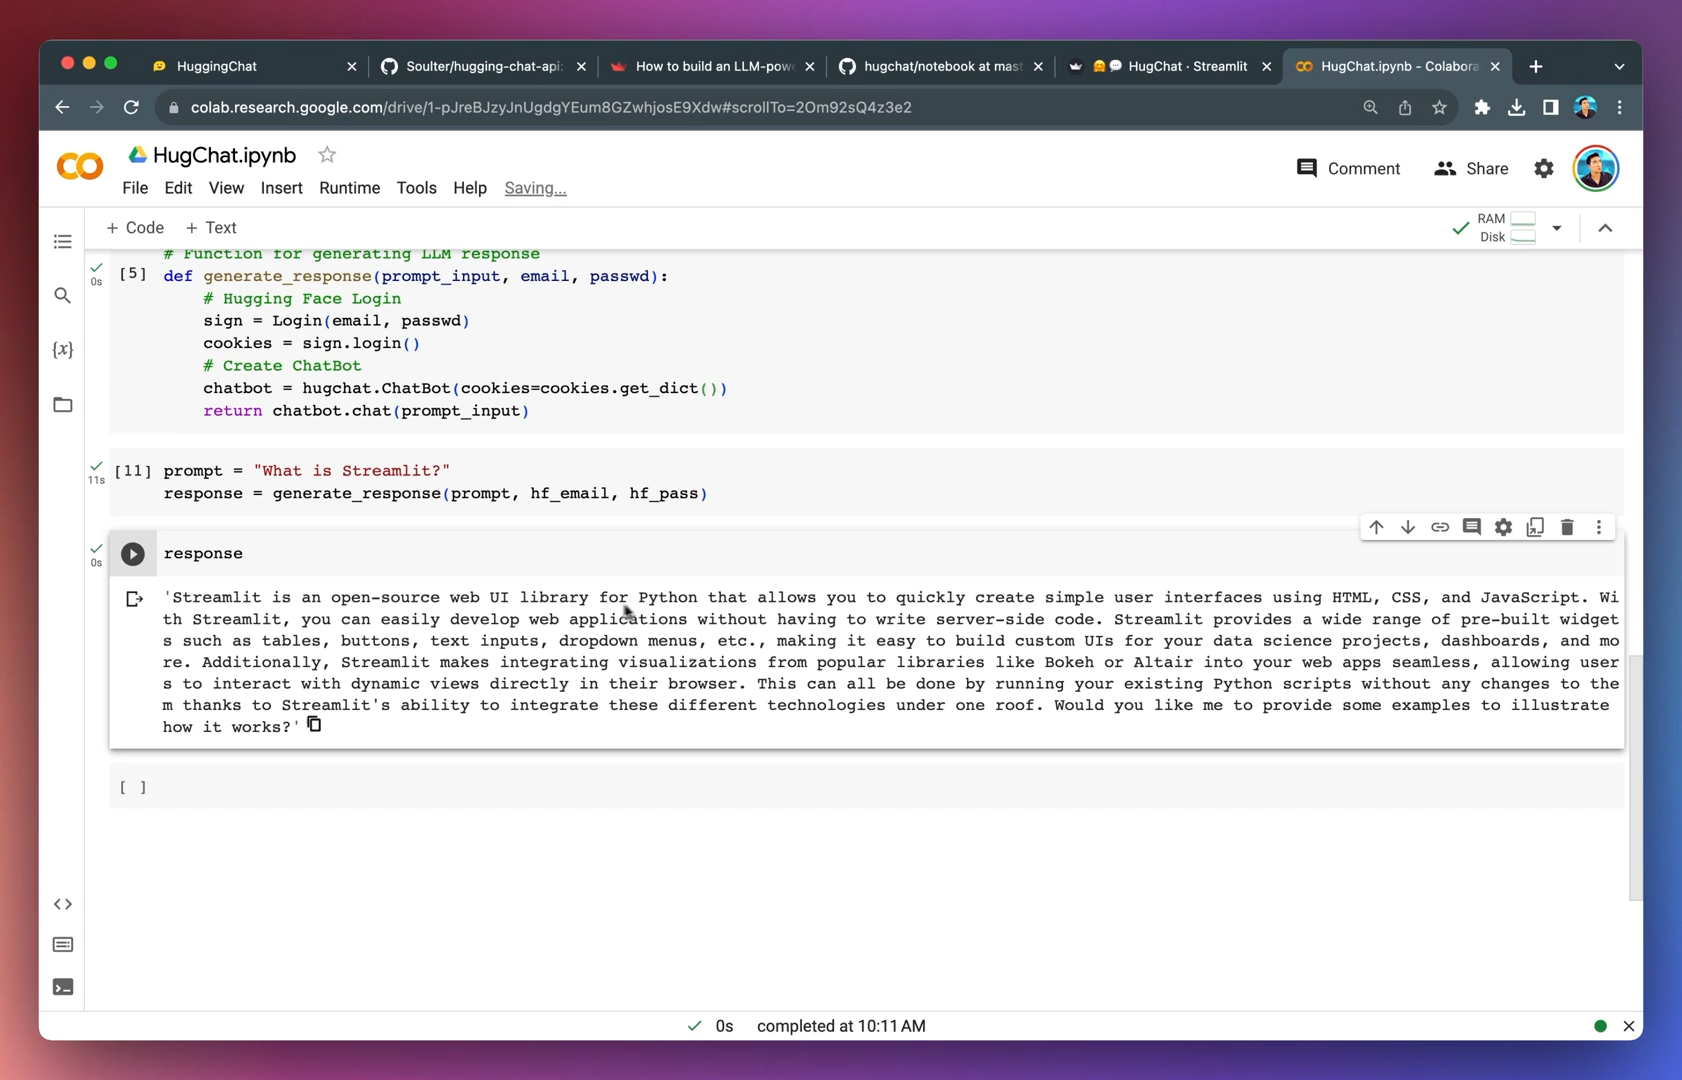 HuggingChat
Soulter/hugging-chat-api:
How to build an LLM-pow
hugchat/notebook at mast
HugChat · Streamlit
HugChat.ipynb - Colabora
colab.research.google.com/drive/1-pJreBJzyJnUgdgYEum8GZwhjosE9Xdw#scrollTo=2Om92sQ4z3e2
HugChat.ipynb
Comment
Share
File Edit View Insert Runtime Tools Help Saving...
+ Code + Text
RAM
Disk
# Function for generating LLM response
[5] def generate_response(prompt_input, email, passwd):
0s
# Hugging Face Login
sign = Login(email, passwd)
cookies = sign.login()
# Create ChatBot
chatbot = hugchat.ChatBot(cookies=cookies.get_dict())
return chatbot.chat(prompt_input)
[11] prompt = "What is Streamlit?"
11s
response = generate_response(prompt, hf_email, hf_pass)
response
0s
'Streamlit is an open-source web UI library for Python that allows you to quickly create simple user interfaces using HTML, CSS, and JavaScript. Wi
th Streamlit, you can easily develop web applications without having to write server-side code. Streamlit provides a wide range of pre-built widget
s such as tables, buttons, text inputs, dropdown menus, etc., making it easy to build custom UIs for your data science projects, dashboards, and mo
re. Additionally, Streamlit makes integrating visualizations from popular libraries like Bokeh or Altair into your web apps seamless, allowing user
s to interact with dynamic views directly in their browser. This can all be done by running your existing Python scripts without any changes to the
m thanks to Streamlit's ability to integrate these different technologies under one roof. Would you like me to provide some examples to illustrate
how it works?'
[ ]
0s completed at 10:11 AM